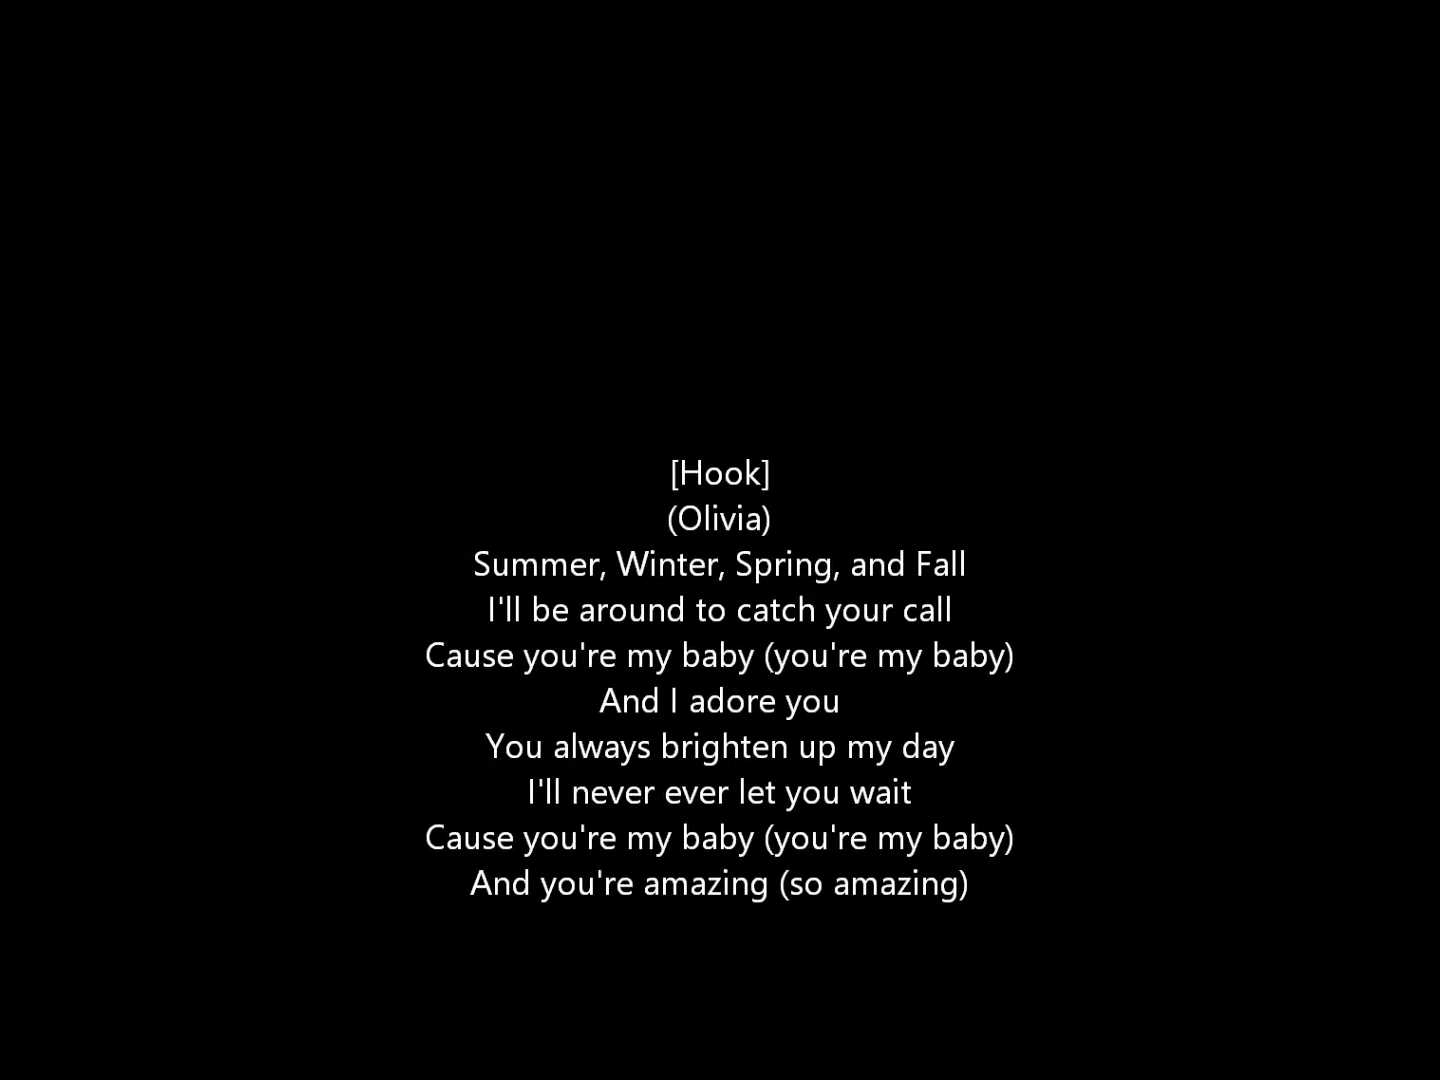 [Hook]
(Olivia)
Summer, Winter, Spring, and Fall
I'll be around to catch your call
Cause you're my baby (you're my baby)
And I adore you
You always brighten up my day
I'll never ever let you wait
Cause you're my baby (you're my baby)
And you're amazing (so amazing)